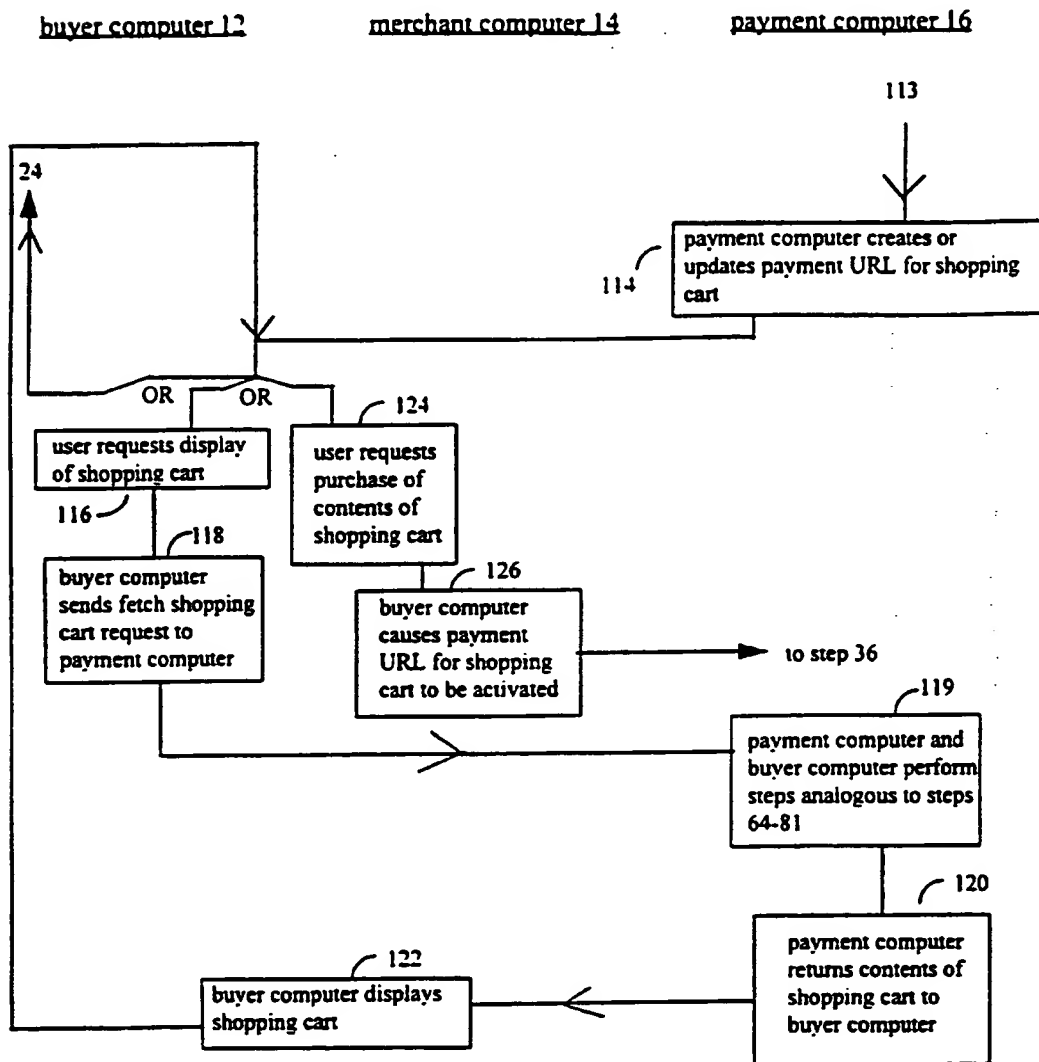 buyer computer 12
merchant computer 14
payment computer 16
113
24
payment computer creates or
updates payment URL for shopping
cart
114
OR
OR
124
user requests display
of shopping cart
116
user requests
purchase of
contents of
shopping cart
118
buyer computer
sends fetch shopping
cart request to
payment computer
126
buyer computer
causes payment
URL for shopping
cart to be activated
to step 36
119
payment computer and
buyer computer perform
steps analogous to steps
64-81
120
payment computer
returns contents of
shopping cart to
buyer computer
122
buyer computer displays
shopping cart